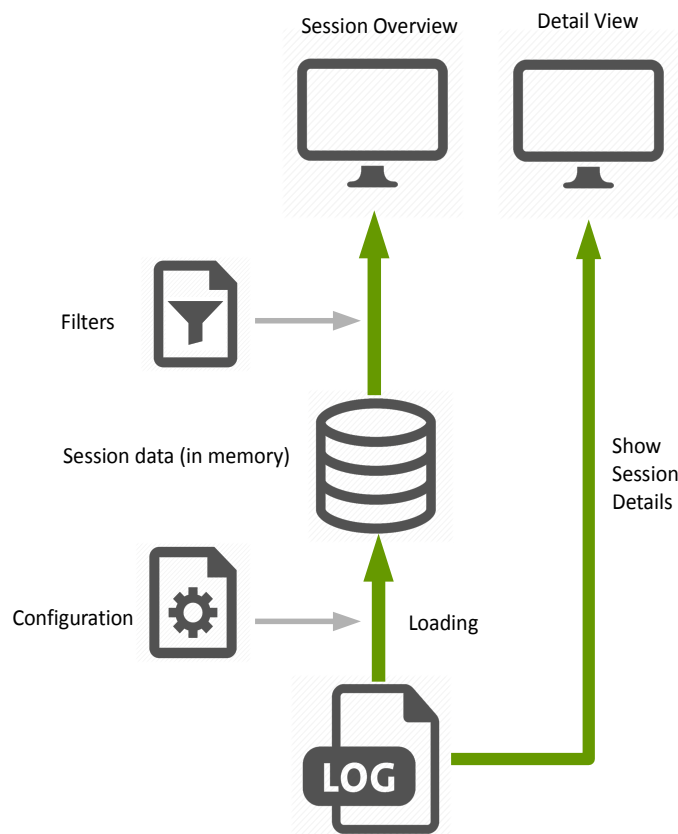 Session Overview
Detail View
Filters
Session data (in memory)
Show
Session
Details
Configuration
Loading
LOG